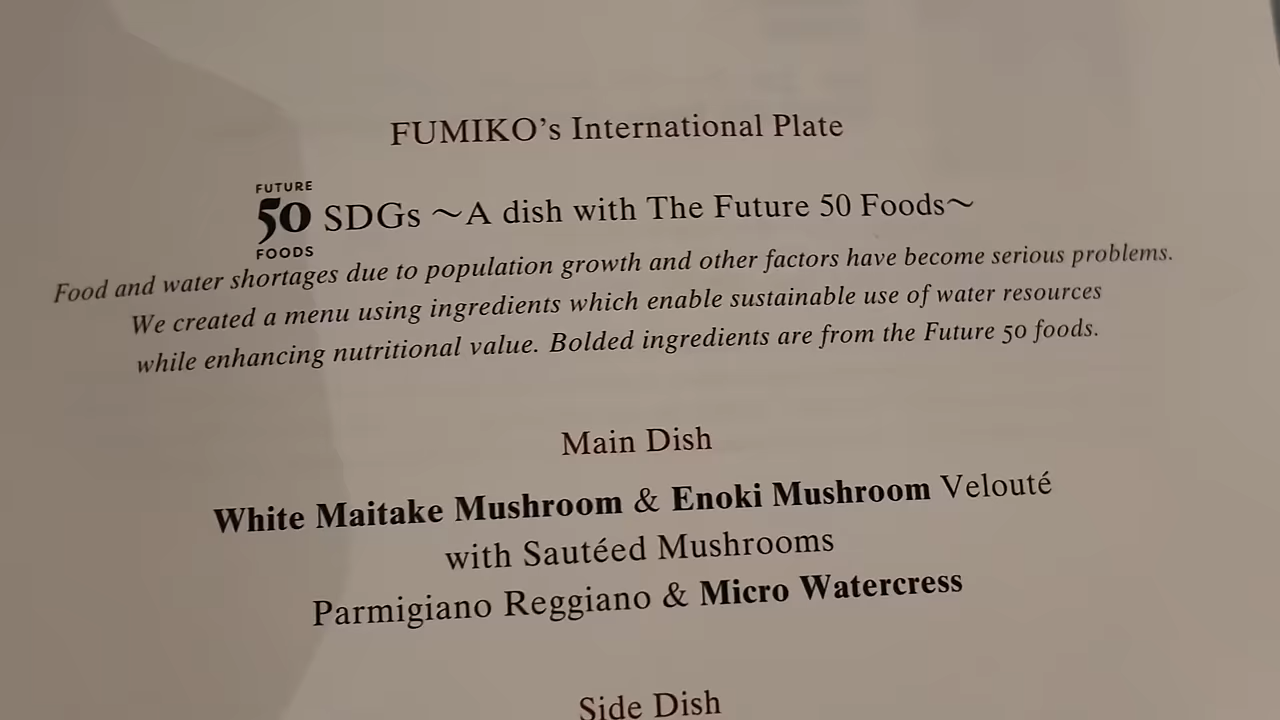 FUMIKO’s International Plate
FUTURE
50
FOODS
SDGs ～A dish with The Future 50 Foods～
Food and water shortages due to population growth and other factors have become serious problems.
We created a menu using ingredients which enable sustainable use of water resources
while enhancing nutritional value. Bolded ingredients are from the Future 50 foods.
Main Dish
White Maitake Mushroom & Enoki Mushroom Velouté
with Sautéed Mushrooms
Parmigiano Reggiano & Micro Watercress
Side Dish